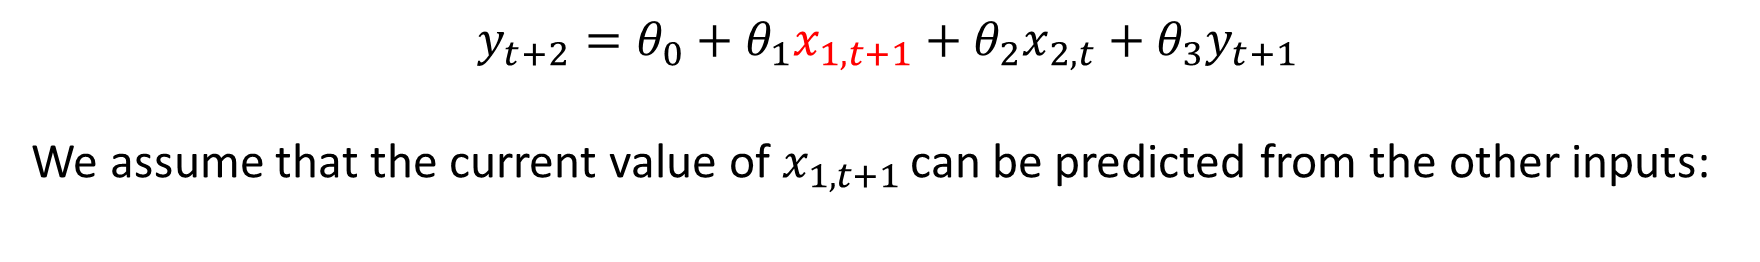 y_{t+2} = θ_0 + θ_1x_{1,t+1} + θ_2x_{2,t} + θ_3y_{t+1}
We assume that the current value of x_{1,t+1} can be predicted from the other inputs: